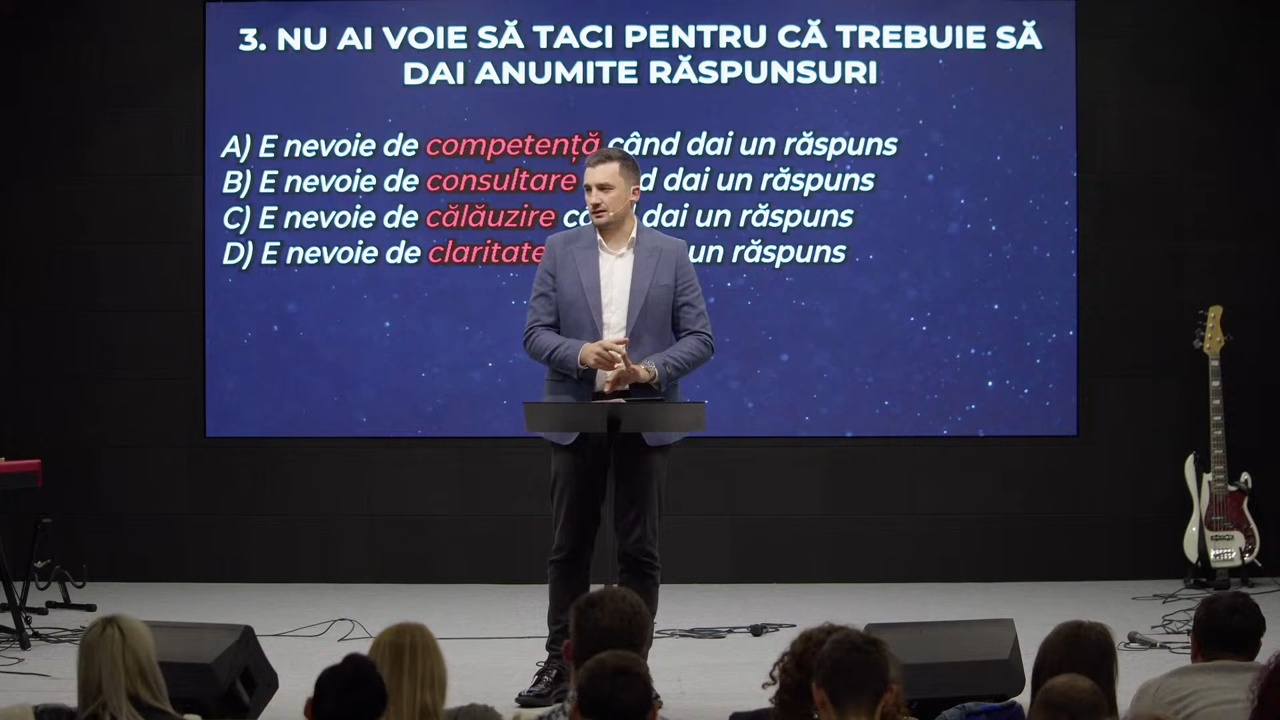 3. NU AI VOIE SĂ TACI PENTRU CĂ TREBUIE SĂ
DAI ANUMITE RĂSPUNSURI
A) E nevoie de competență când dai un răspuns
B) E nevoie de consultare dai un răspuns
C) E nevoie de călăuzire dai un răspuns
D) E nevoie de claritate un răspuns